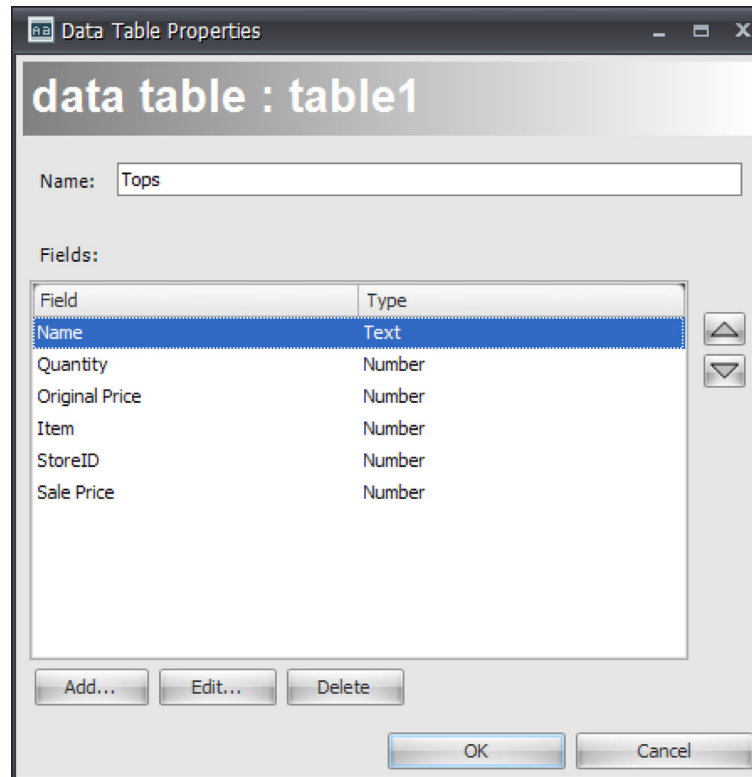 Data Table Properties
data table : table1
Name: Tops
Fields:
Field Type
Name Text
Quantity Number
Original Price Number
Item Number
StoreID Number
Sale Price Number
Add... Edit... Delete
OK Cancel